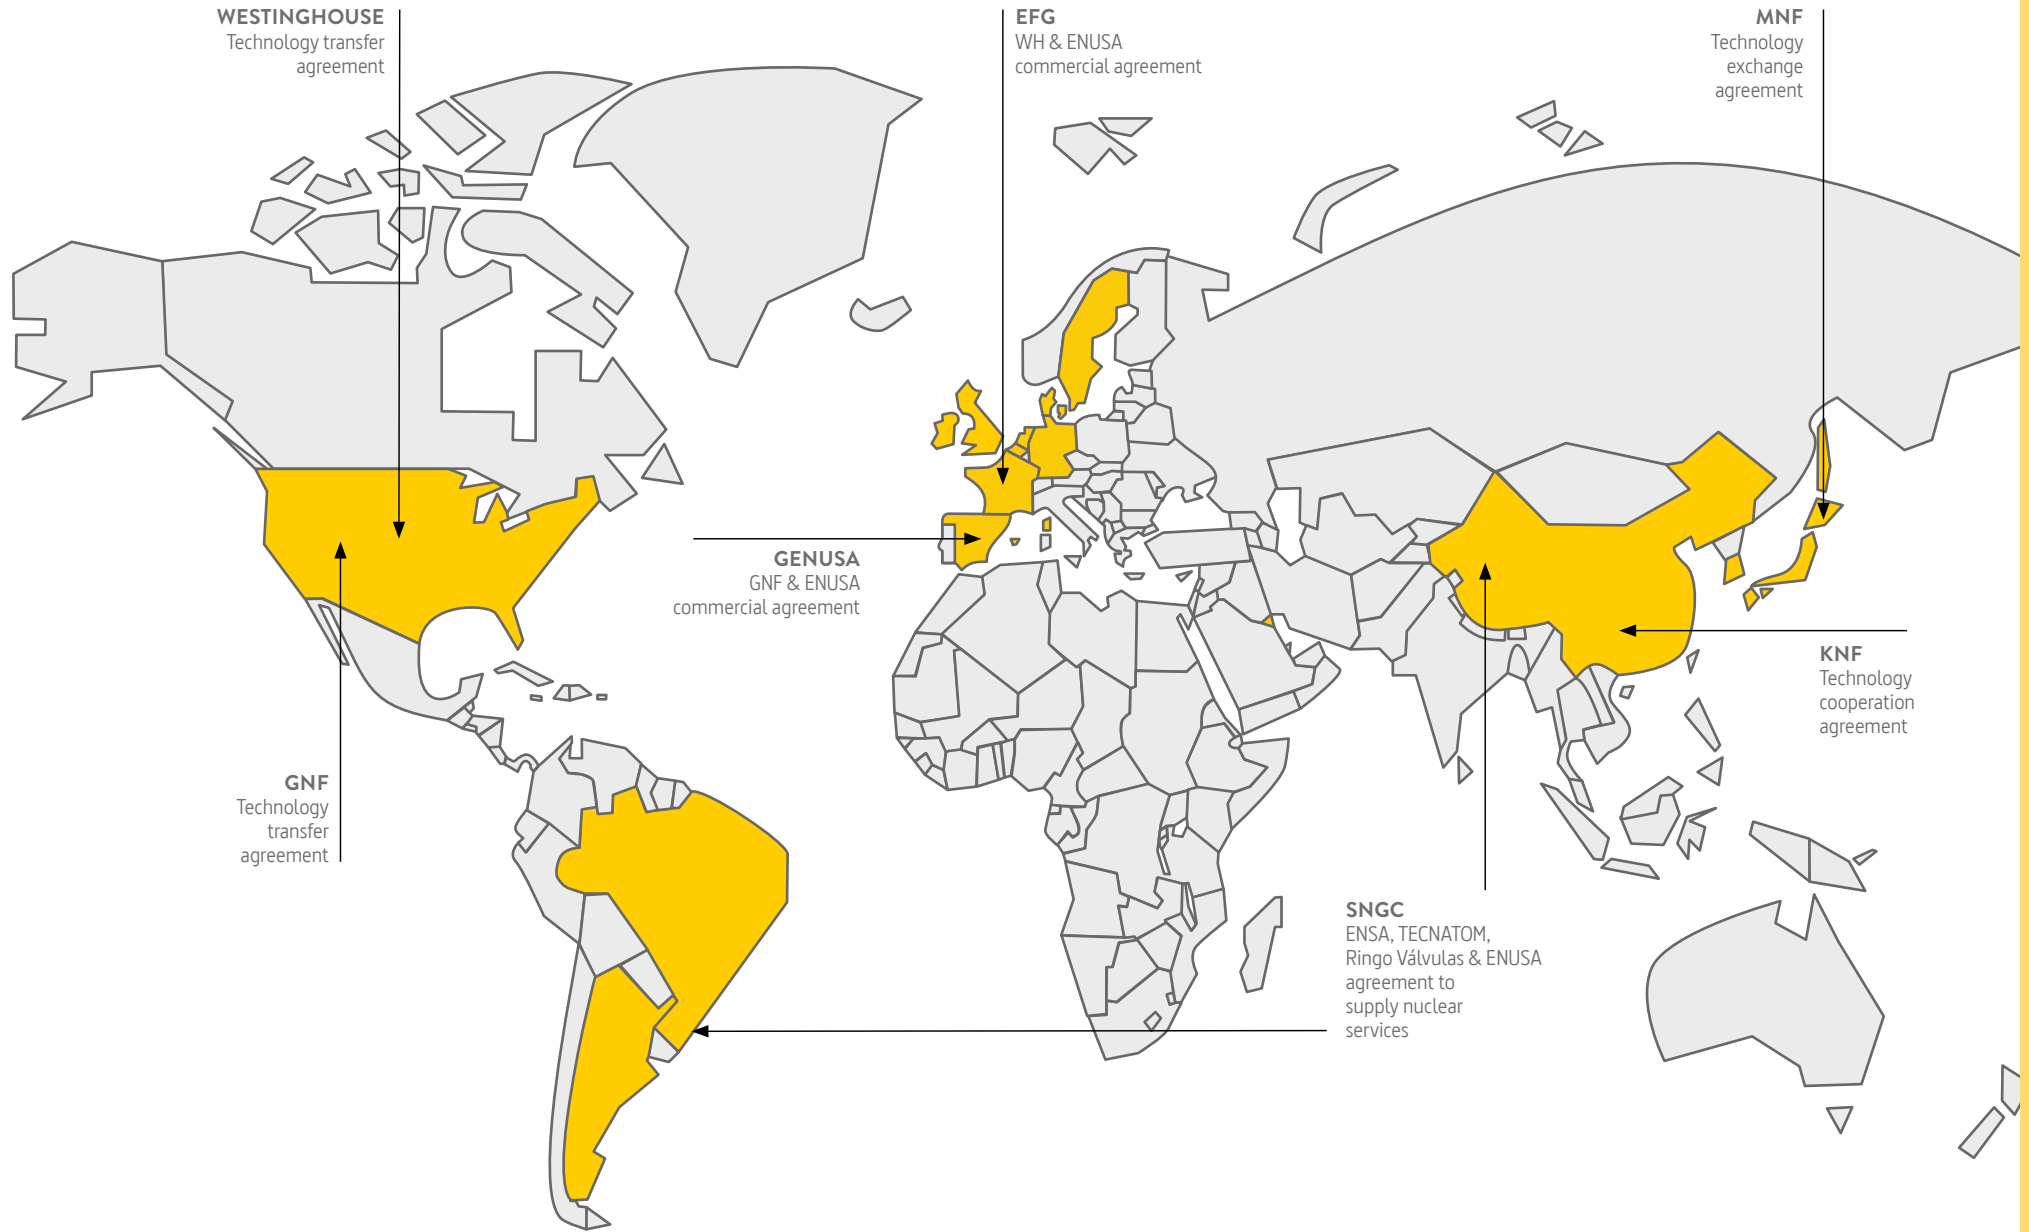 WESTINGHOUSE
Technology transfer
agreement
EFG
WH & ENUSA
commercial agreement
MNF
Technology
exchange
agreement
GENUSA
GNF & ENUSA
commercial agreement
KNF
Technology
cooperation
agreement
GNF
Technology
transfer
agreement
SNGC
ENSA, TECNATOM,
Ringo Válvulas & ENUSA
agreement to
supply nuclear
services